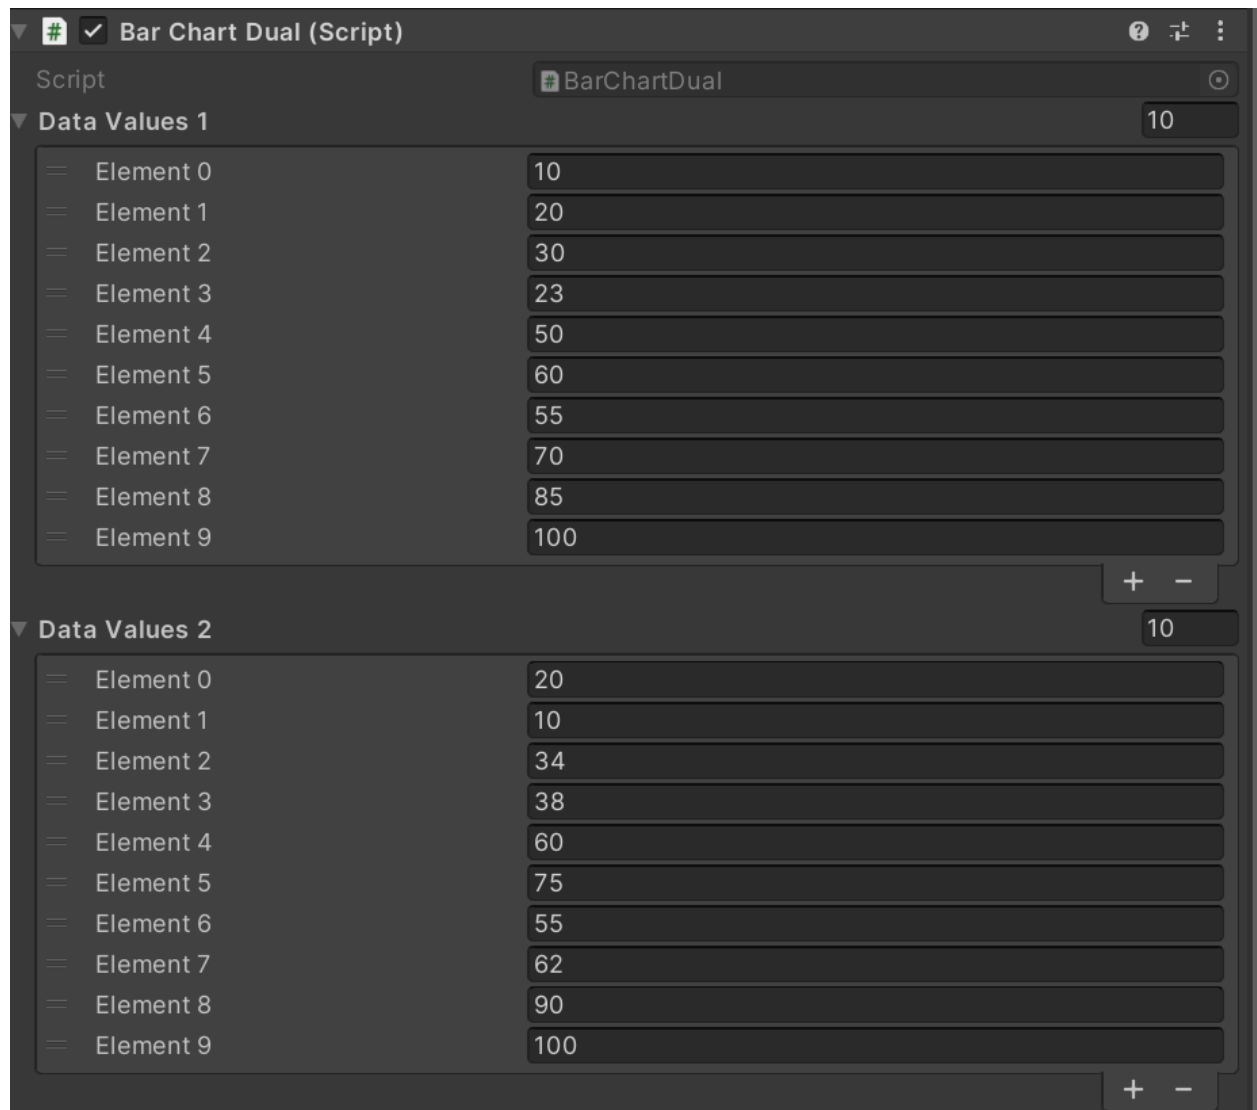 Bar Chart Dual (Script)
Script BarChartDual
Data Values 1 10
Element 0 10
Element 1 20
Element 2 30
Element 3 23
Element 4 50
Element 5 60
Element 6 55
Element 7 70
Element 8 85
Element 9 100
+ −
Data Values 2 10
Element 0 20
Element 1 10
Element 2 34
Element 3 38
Element 4 60
Element 5 75
Element 6 55
Element 7 62
Element 8 90
Element 9 100
+ −